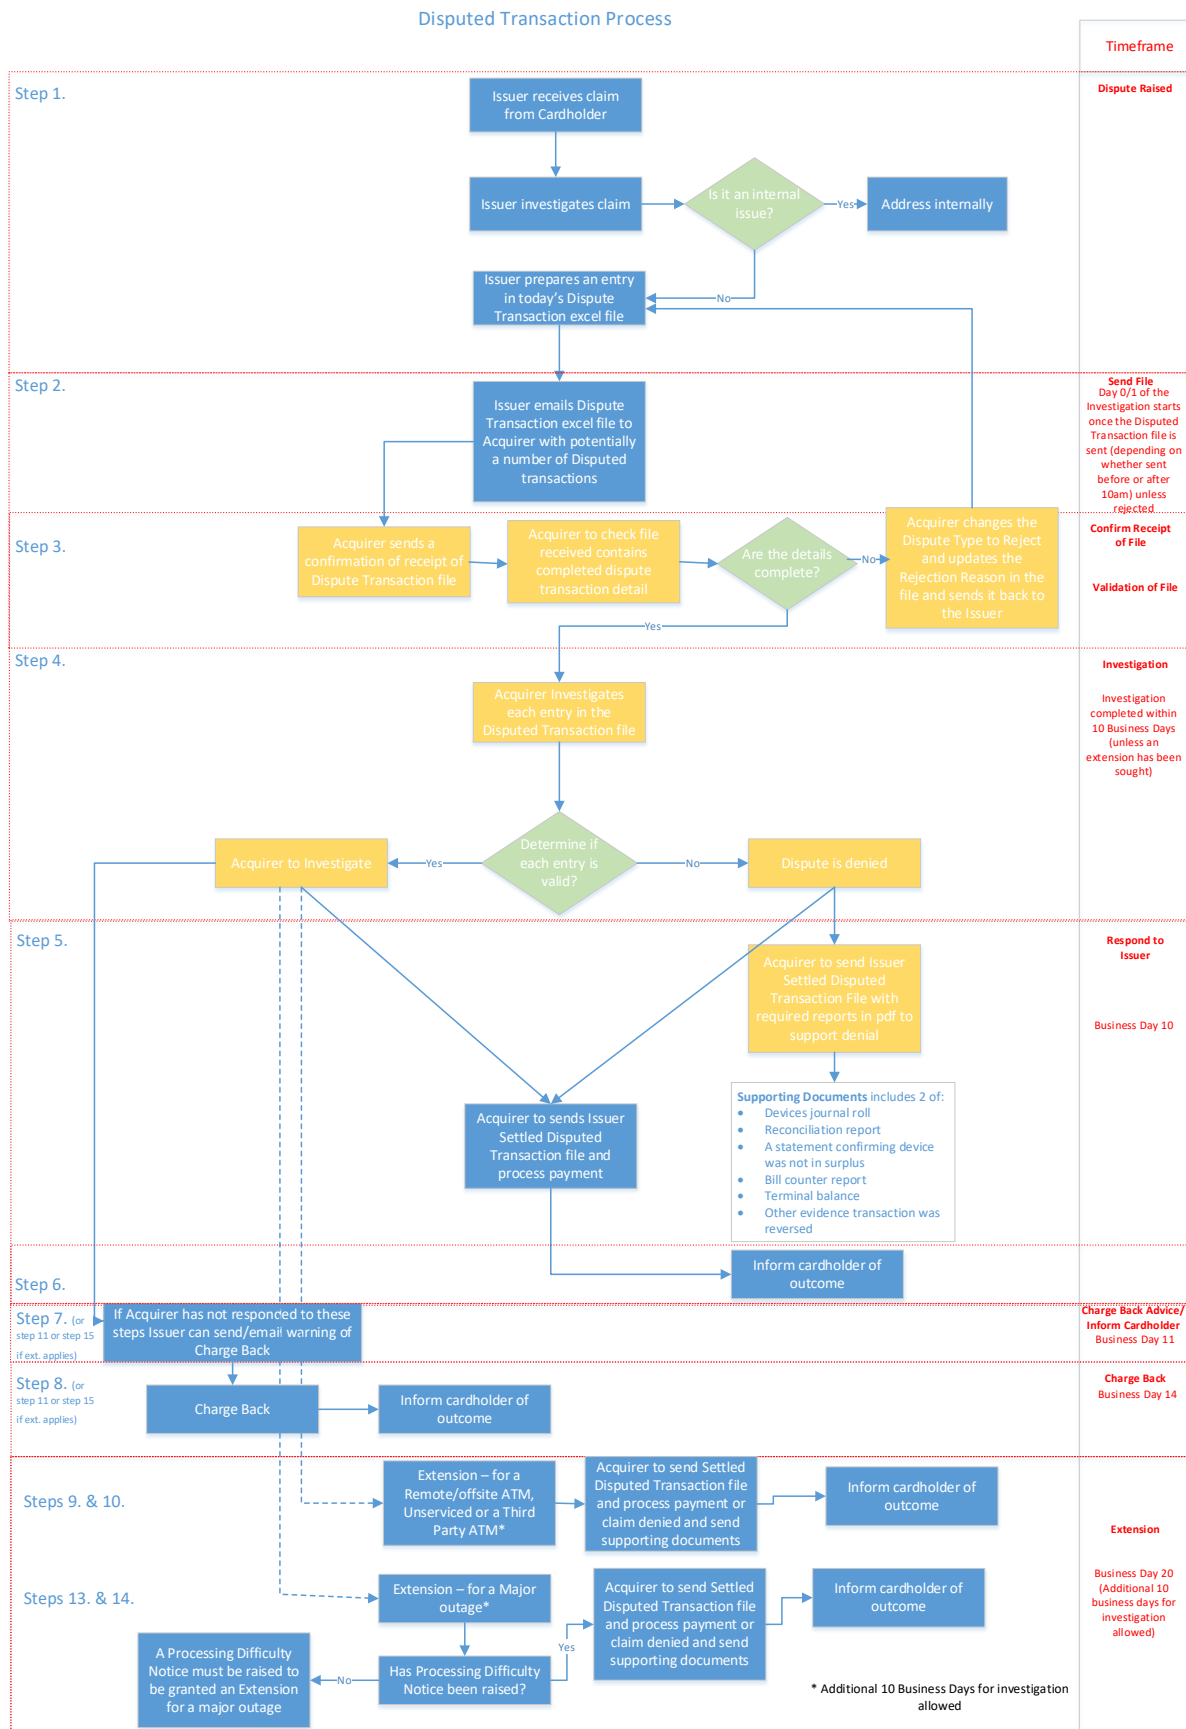 Disputed Transaction Process
Timeframe
Step 1.
Issuer receives claim
from Cardholder
Dispute Raised
Issuer investigates claim
Is it an internal
issue?
Yes
Address internally
Issuer prepares an entry
in today's Dispute
Transaction excel file
No
Step 2.
Issuer emails Dispute
Transaction excel file to
Acquirer with potentially
a number of Disputed
transactions
Send File
Day 0/1 of the
Investigation starts
once the Disputed
Transaction file is
sent (depending on
whether sent
before or after
10am) unless
rejected
Step 3.
Acquirer sends a
confirmation of receipt of
Dispute Transaction file
Acquirer to check file
received contains
completed dispute
transaction detail
Are the details
complete?
No
Yes
Acquirer changes the
Dispute Type to Reject
and updates the
Rejection Reason in the
file and sends it back to
the Issuer
Confirm Receipt
of File
Validation of File
Step 4.
Acquirer Investigates
each entry in the
Disputed Transaction file
Investigation
Investigation
completed within
10 Business Days
(unless an
extension has been
sought)
Acquirer to Investigate
Yes
Determine if
each entry is
valid?
No
Dispute is denied
Step 5.
Acquirer to send Issuer
Settled Disputed
Transaction File with
required reports in pdf to
support denial
Respond to
Issuer
Business Day 10
Acquirer to sends Issuer
Settled Disputed
Transaction file and
process payment
Supporting Documents includes 2 of:
● Devices journal roll
● Reconciliation report
● A statement confirming device
was not in surplus
● Bill counter report
● Terminal balance
● Other evidence transaction was
reversed
Step 6.
Inform cardholder of
outcome
Step 7. (or
step 11 or step 15
if ext. applies)
If Acquirer has not responded to these
steps Issuer can send/email warning of
Charge Back
Charge Back Advice/
Inform Cardholder
Business Day 11
Step 8. (or
step 11 or step 15
if ext. applies)
Charge Back
Inform cardholder of
outcome
Charge Back
Business Day 14
Steps 9. & 10.
Extension – for a
Remote/offsite ATM,
Unserviced or a Third
Party ATM*
Acquirer to send Settled
Disputed Transaction file
and process payment or
claim denied and send
supporting documents
Inform cardholder of
outcome
Extension
Business Day 20
(Additional 10
business days for
investigation
allowed)
Steps 13. & 14.
Extension – for a Major
outage*
Acquirer to send Settled
Disputed Transaction file
and process payment or
claim denied and send
supporting documents
Inform cardholder of
outcome
A Processing Difficulty
Notice must be raised to
be granted an Extension
for a major outage
No
Has Processing Difficulty
Notice been raised?
Yes
* Additional 10 Business Days for investigation
allowed